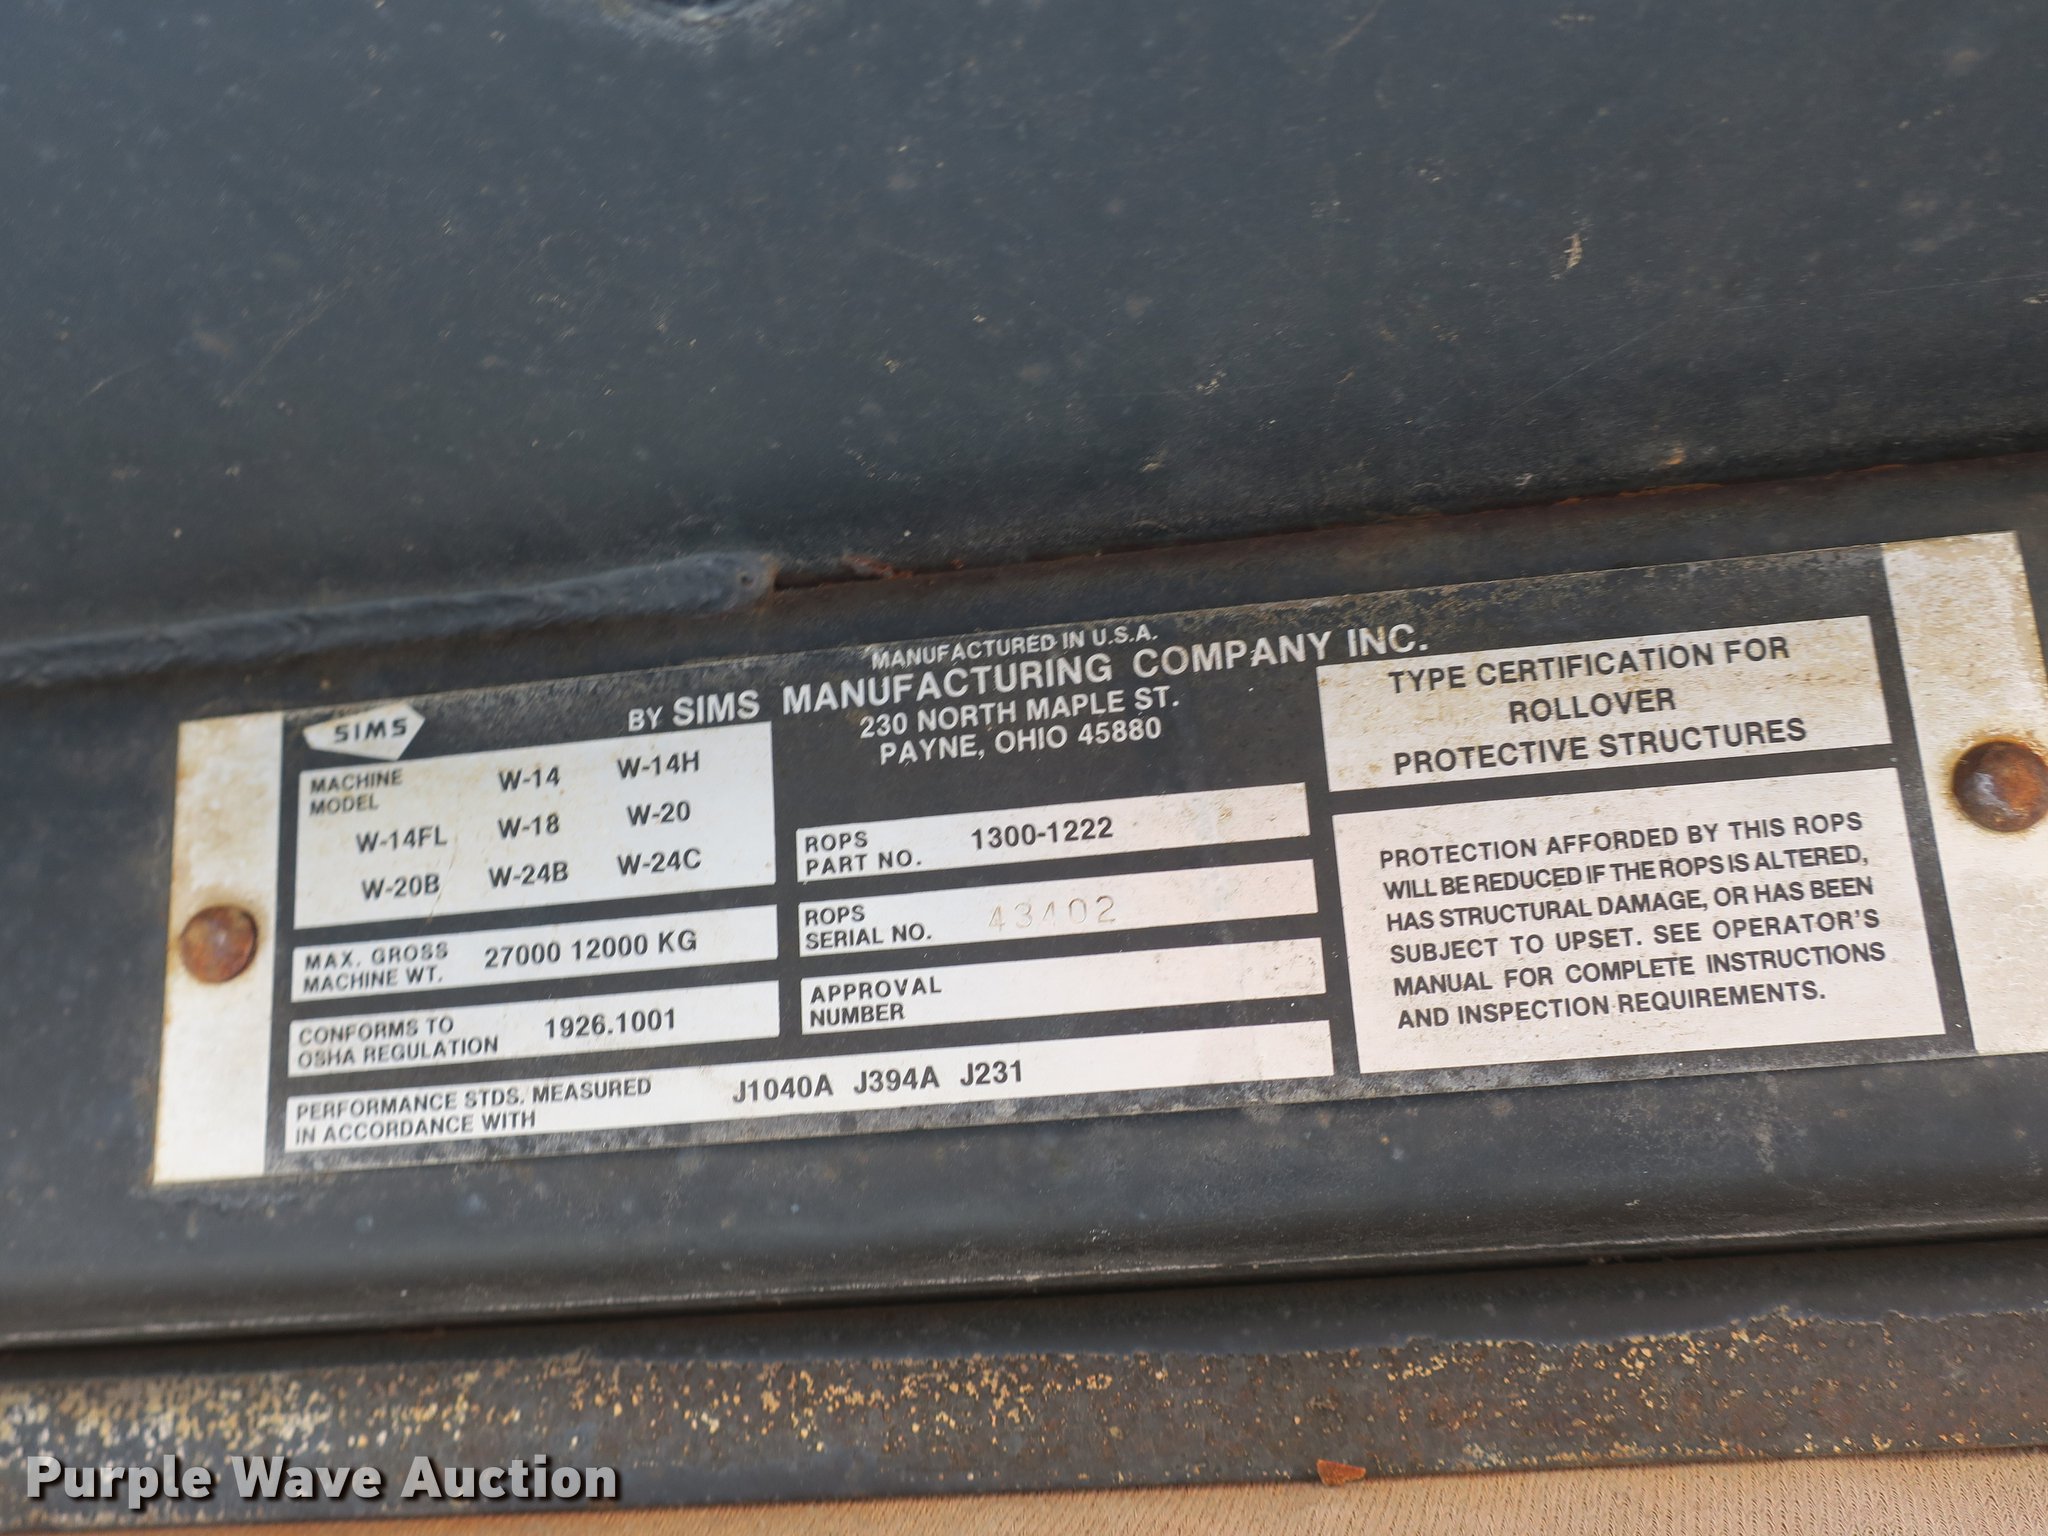 MANUFACTURED IN U.S.A.
SIMS
BY SIMS MANUFACTURING COMPANY INC.
230 NORTH MAPLE ST.
PAYNE, OHIO 45880
MACHINE
MODEL
W-14 W-14H
W-14FL W-18 W-20
W-20B W-24B W-24C
MAX. GROSS
MACHINE WT.
27000 12000 KG
CONFORMS TO
OSHA REGULATION
1926.1001
PERFORMANCE STDS. MEASURED
IN ACCORDANCE WITH
J1040A J394A J231
ROPS
PART NO.
1300-1222
ROPS
SERIAL NO.
43402
APPROVAL
NUMBER
TYPE CERTIFICATION FOR
ROLLOVER
PROTECTIVE STRUCTURES
PROTECTION AFFORDED BY THIS ROPS
WILL BE REDUCED IF THE ROPS IS ALTERED,
HAS STRUCTURAL DAMAGE, OR HAS BEEN
SUBJECT TO UPSET. SEE OPERATOR'S
MANUAL FOR COMPLETE INSTRUCTIONS
AND INSPECTION REQUIREMENTS.
Purple Wave Auction